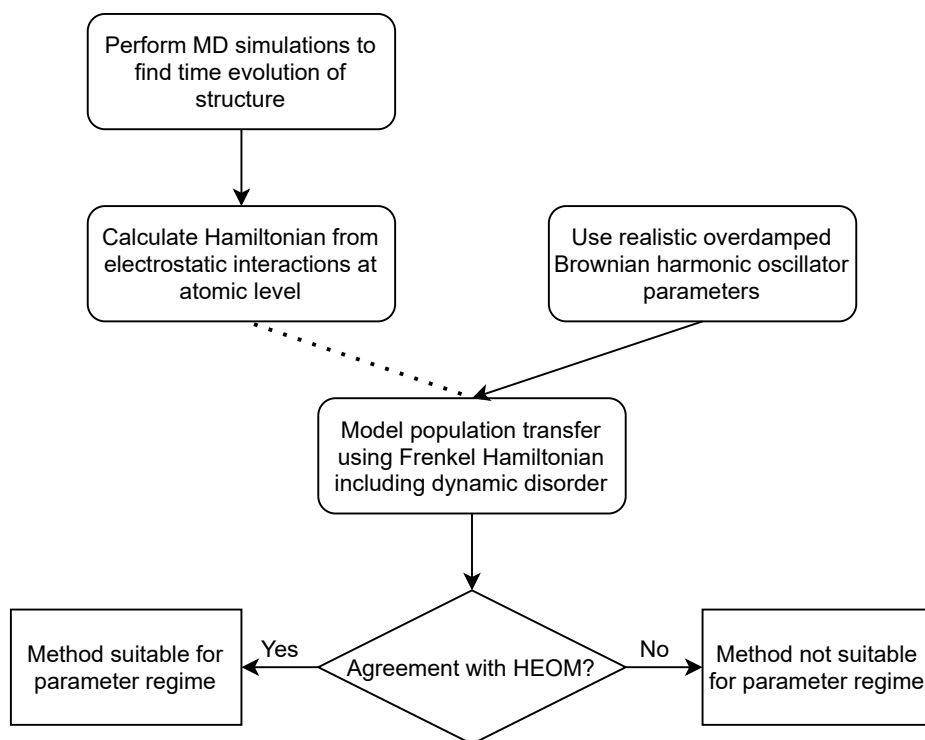 Perform MD simulations to
find time evolution of
structure
Calculate Hamiltonian from
electrostatic interactions at
atomic level
Use realistic overdamped
Brownian harmonic oscillator
parameters
Model population transfer
using Frenkel Hamiltonian
including dynamic disorder
Agreement with HEOM?
Yes
No
Method suitable for
parameter regime
Method not suitable
for parameter regime